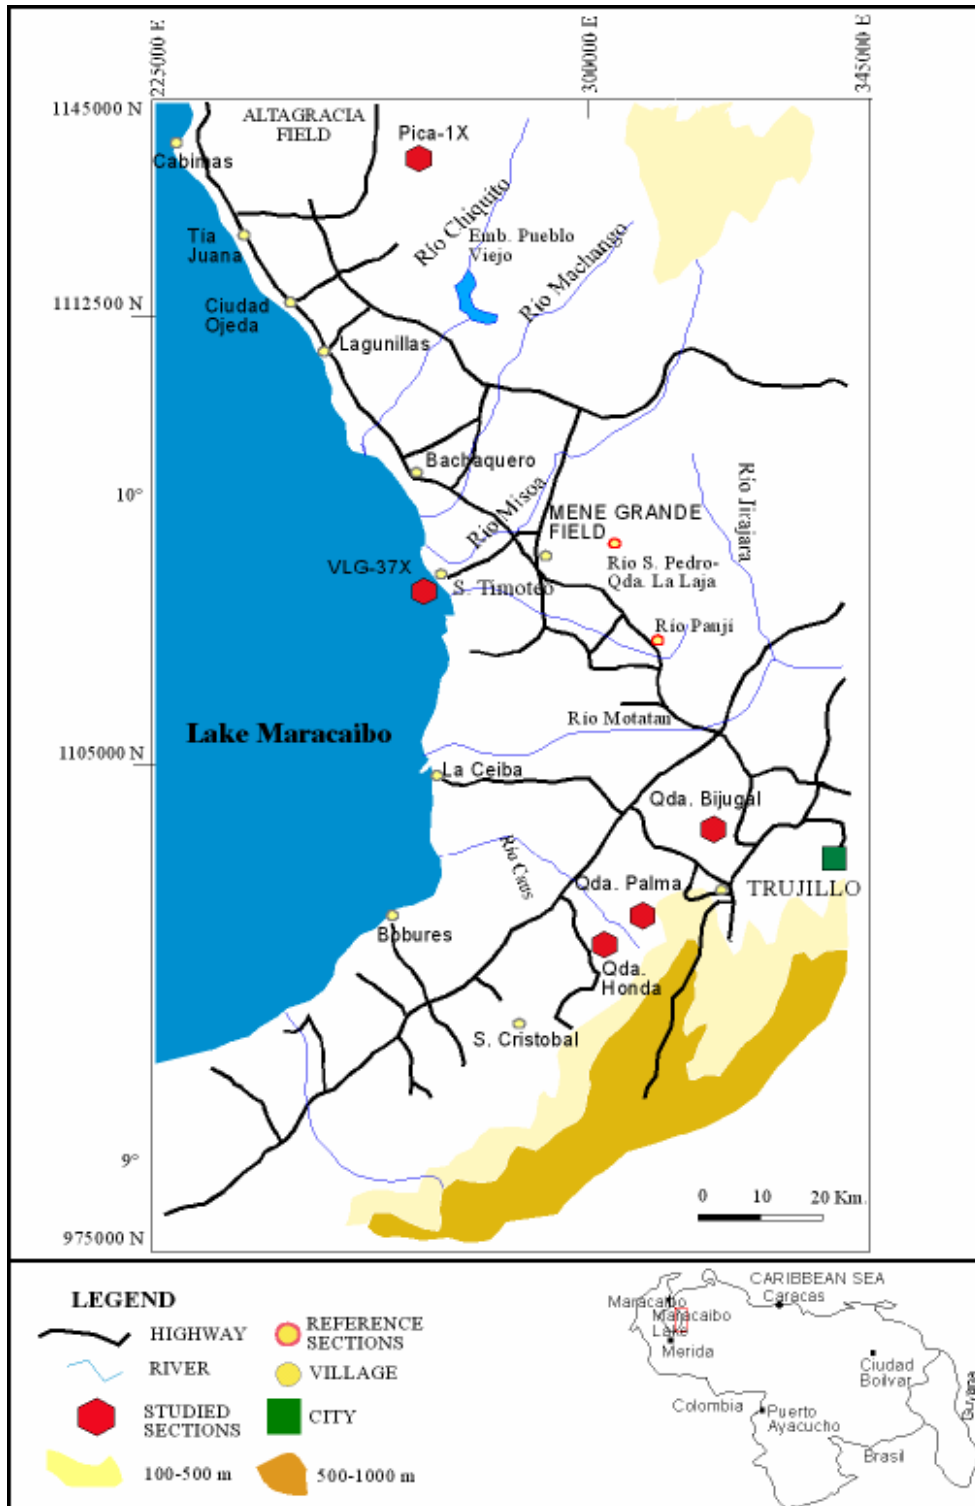 225000 E
300000 E
345000 E
1145000 N
ALTAGRACIA
FIELD
Pica-1X
Cabimas
Río Chiquito
Tía
Juana
Emb. Pueblo
Viejo
Río Machango
1112500 N
Ciudad
Ojeda
Lagunillas
Bachaquero
10°
Río Misoa
MENE GRANDE
FIELD
Río Jirajara
VLG-37X
S. Timoteo
Río S. Pedro-
Qda. La Laja
Río Panjí
Río Motatan
Lake Maracaibo
1105000 N
La Ceiba
Qda. Bijugal
Río Caus
Qda. Palma
TRUJILLO
Bobures
Qda.
Honda
S. Cristobal
9°
0 10 20 Km.
975000 N
LEGEND
HIGHWAY
REFERENCE
SECTIONS
RIVER
VILLAGE
STUDIED
SECTIONS
CITY
100-500 m
500-1000 m
CARIBBEAN SEA
Maracaibo
Caracas
Maracaibo
Lake
Merida
Ciudad
Boilvar
Colombia
Puerto
Ayacucho
Guyana
Brasil